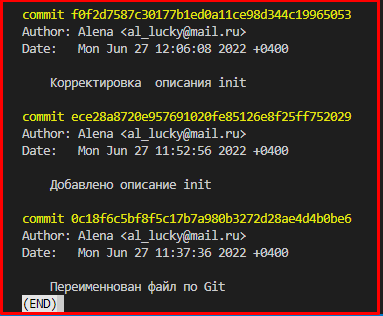 commit f0f2d7587c30177b1ed0a11ce98d344c19965053
Author: Alena <al_lucky@mail.ru>
Date:   Mon Jun 27 12:06:08 2022 +0400
Корректировка  описания init
commit ece28a8720e957691020fe85126e8f25ff752029
Author: Alena <al_lucky@mail.ru>
Date:   Mon Jun 27 11:52:56 2022 +0400
Добавлено описание init
commit 0c18f6c5bf8f5c17b7a980b3272d28ae4d4b0be6
Author: Alena <al_lucky@mail.ru>
Date:   Mon Jun 27 11:37:36 2022 +0400
Переименнован файл по Git
(END)